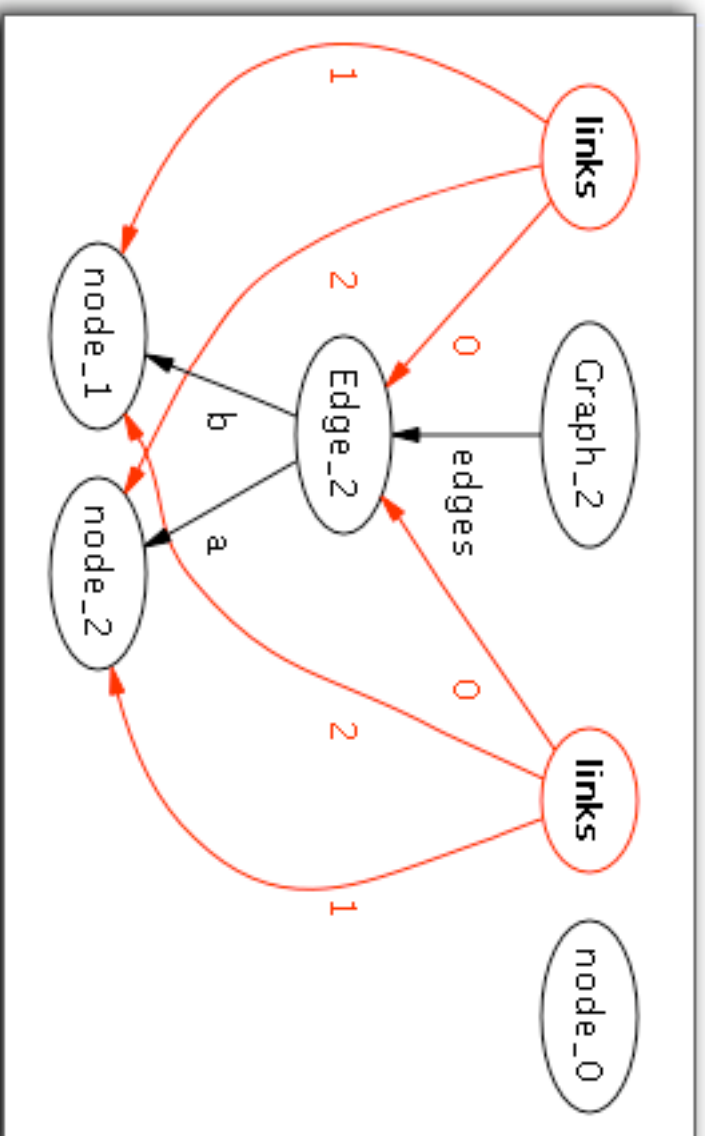 links
Graph_2
links
node_0
0
edges
0
1
2
Edge_2
2
1
b
a
node_1
node_2